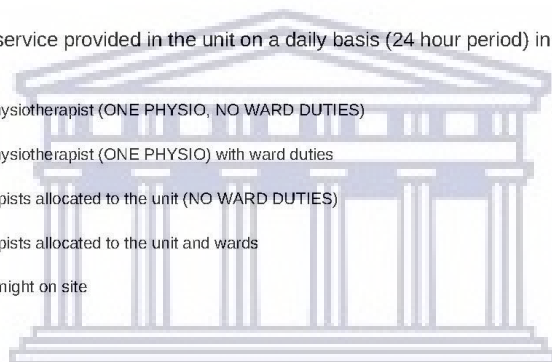 service provided in the unit on a daily basis (24 hour period) in
ysiotherapist (ONE PHYSIO, NO WARD DUTIES)
ysiotherapist (ONE PHYSIO) with ward duties
pists allocated to the unit (NO WARD DUTIES)
pists allocated to the unit and wards
night on site